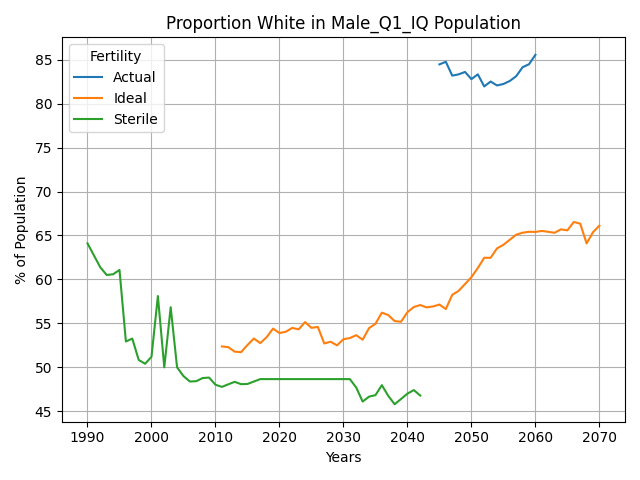 Proportion White in Male_Q1_IQ Population
Fertility
Actual
Ideal
Sterile
% of Population
85
80
75
70
65
60
55
50
45
1990 2000 2010 2020 2030 2040 2050 2060 2070
Years